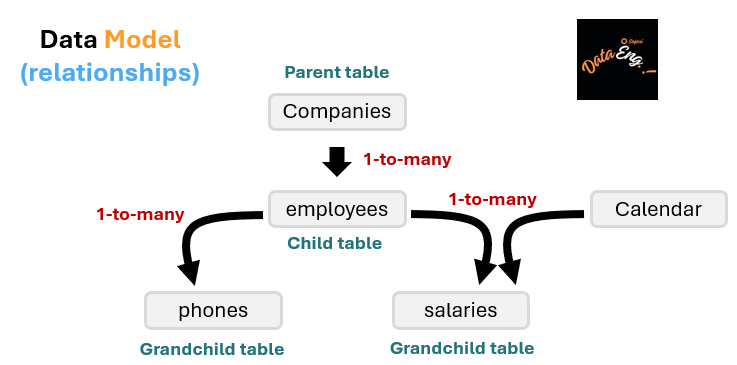 Data Model
(relationships)
Safari
Data Eng.
Parent table
Companies
1-to-many
1-to-many
employees
1-to-many
Calendar
Child table
phones
salaries
Grandchild table
Grandchild table